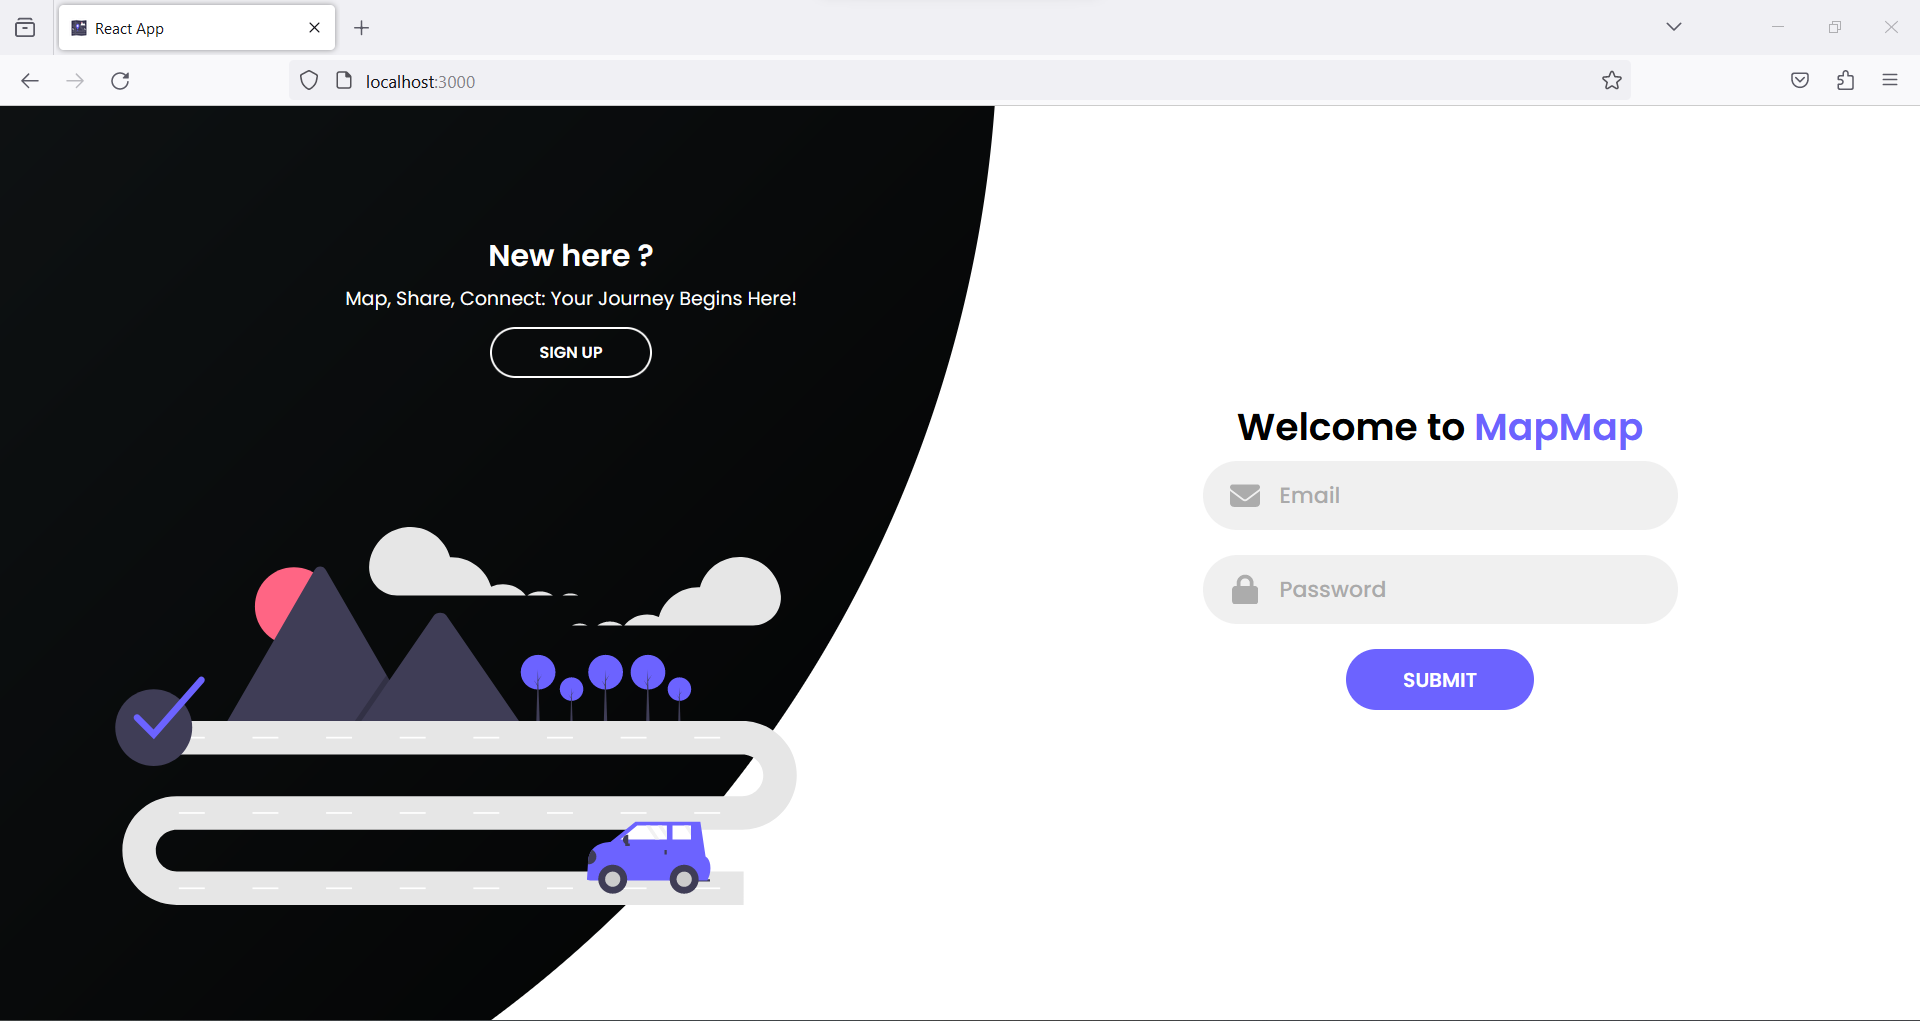 React App
localhost:3000
New here ?
Map, Share, Connect: Your Journey Begins Here!
SIGN UP
Welcome to MapMap
Email
Password
SUBMIT